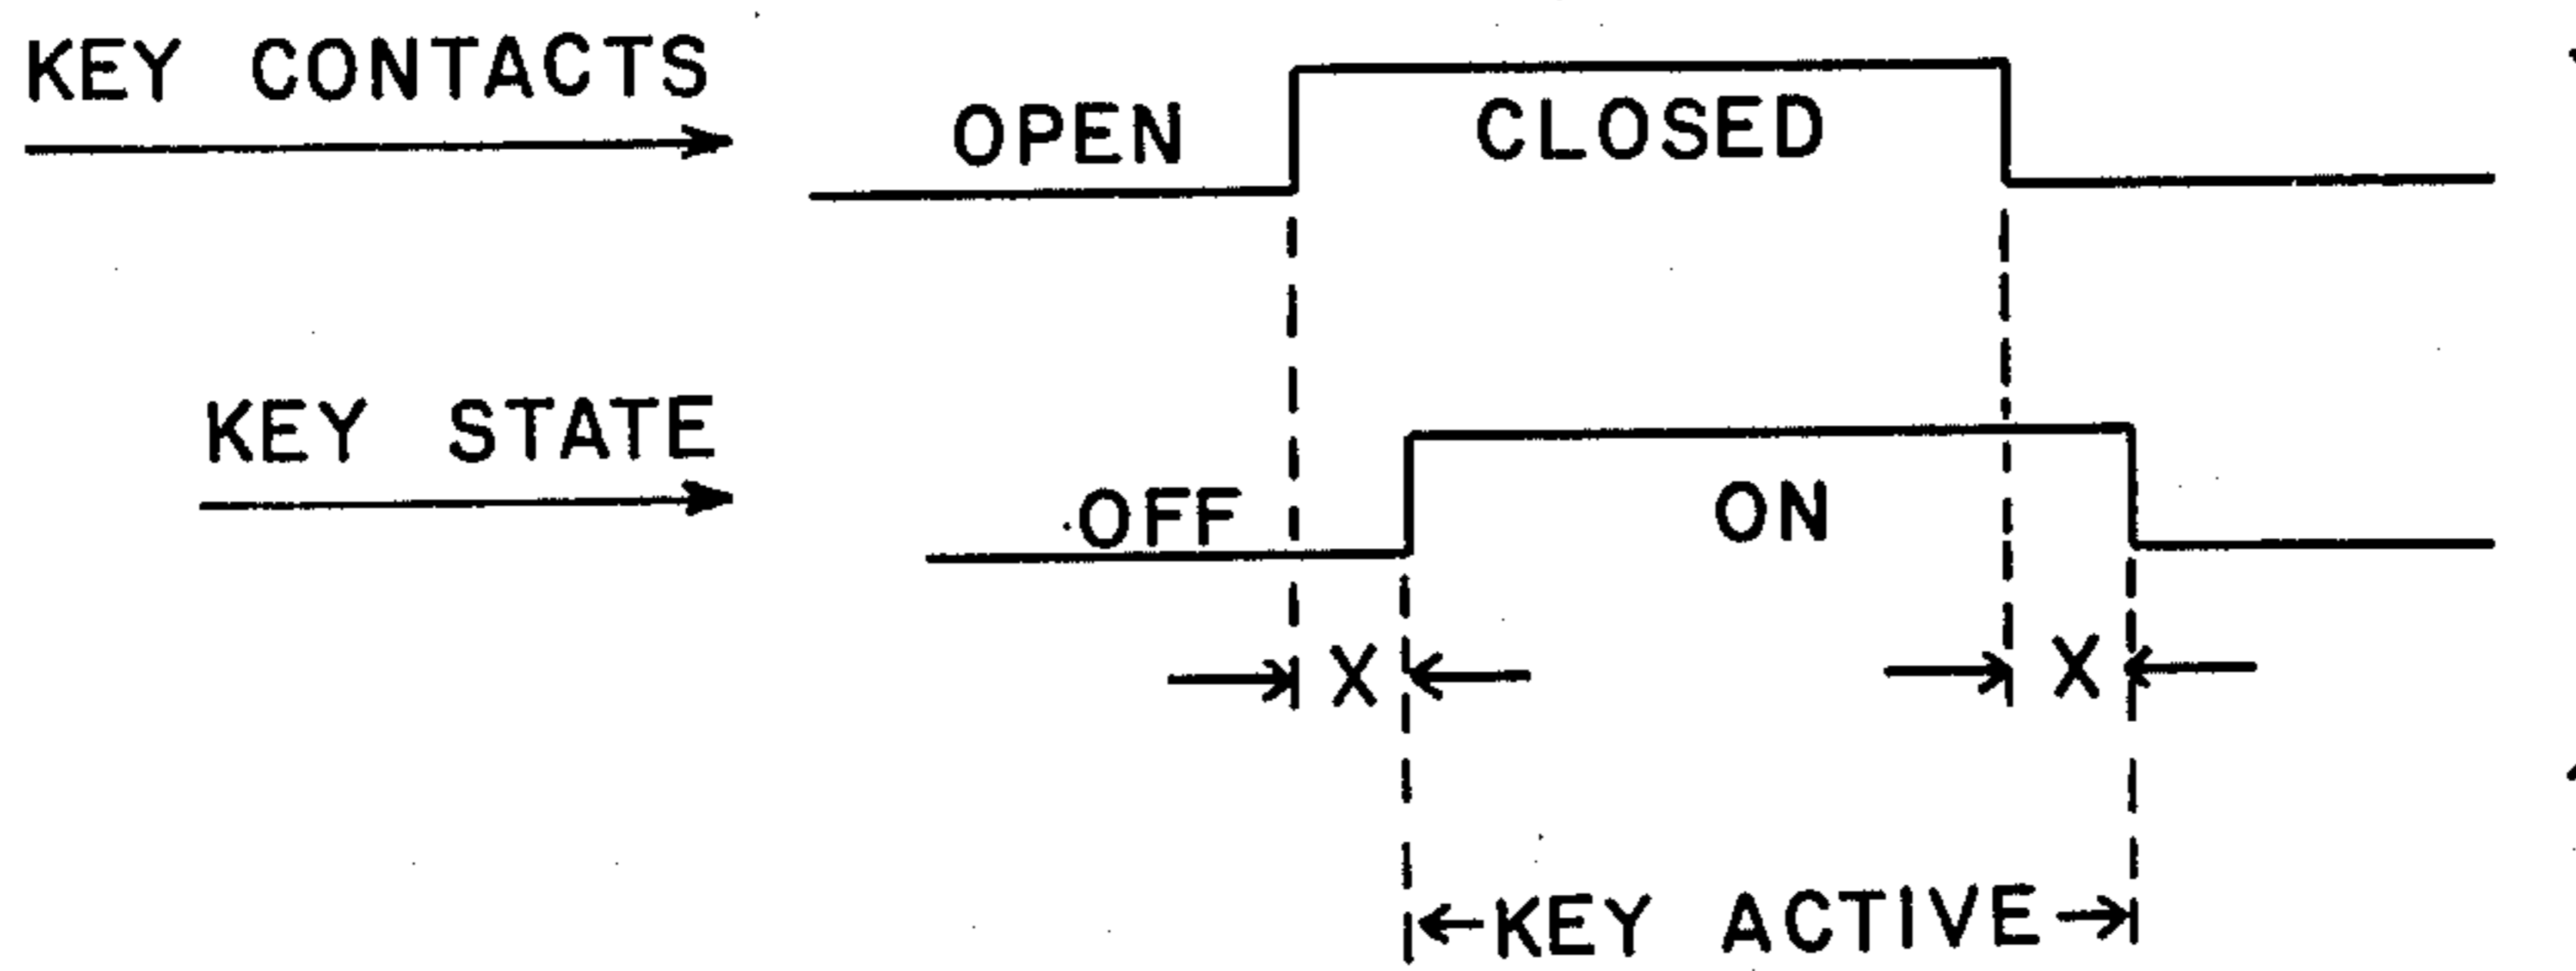 KEY CONTACTS
OPEN
CLOSED
KEY STATE
OFF
ON
X
X
KEY ACTIVE